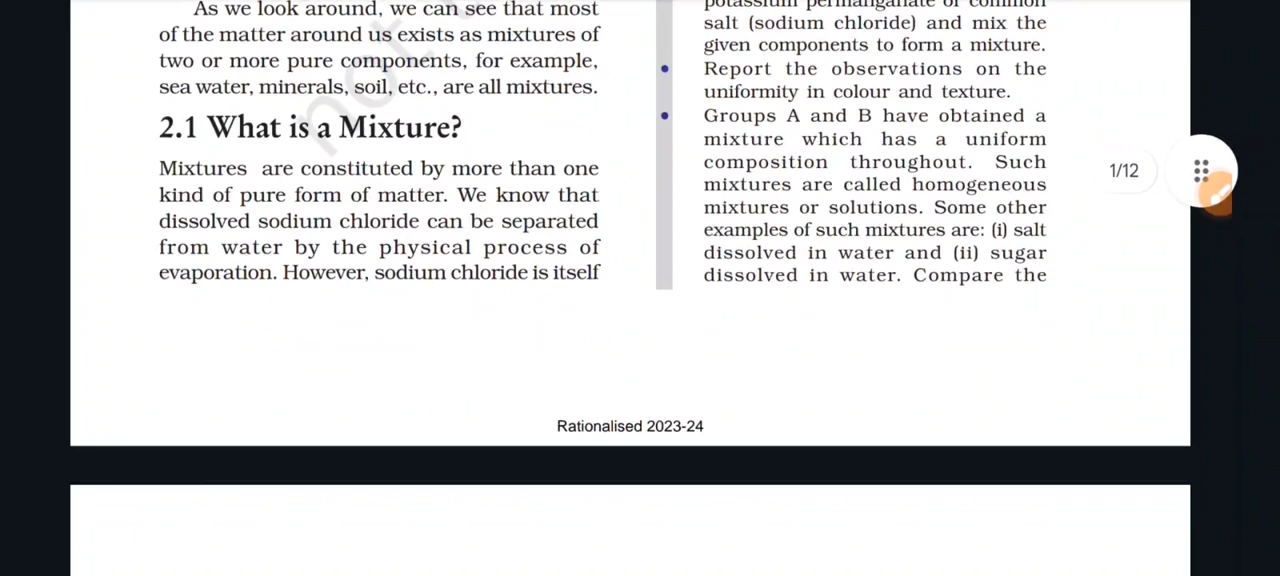 As we look around, we can see that most
of the matter around us exists as mixtures of
two or more pure components, for example,
sea water, minerals, soil, etc., are all mixtures.
2.1 What is a Mixture?
Mixtures are constituted by more than one
kind of pure form of matter. We know that
dissolved sodium chloride can be separated
from water by the physical process of
evaporation. However, sodium chloride is itself
potassium permanganate or common
salt (sodium chloride) and mix the
given components to form a mixture.
• Report the observations on the
uniformity in colour and texture.
• Groups A and B have obtained a
mixture which has a uniform
composition throughout. Such
mixtures are called homogeneous
mixtures or solutions. Some other
examples of such mixtures are: (i) salt
dissolved in water and (ii) sugar
dissolved in water. Compare the
1/12
Rationalised 2023-24
not